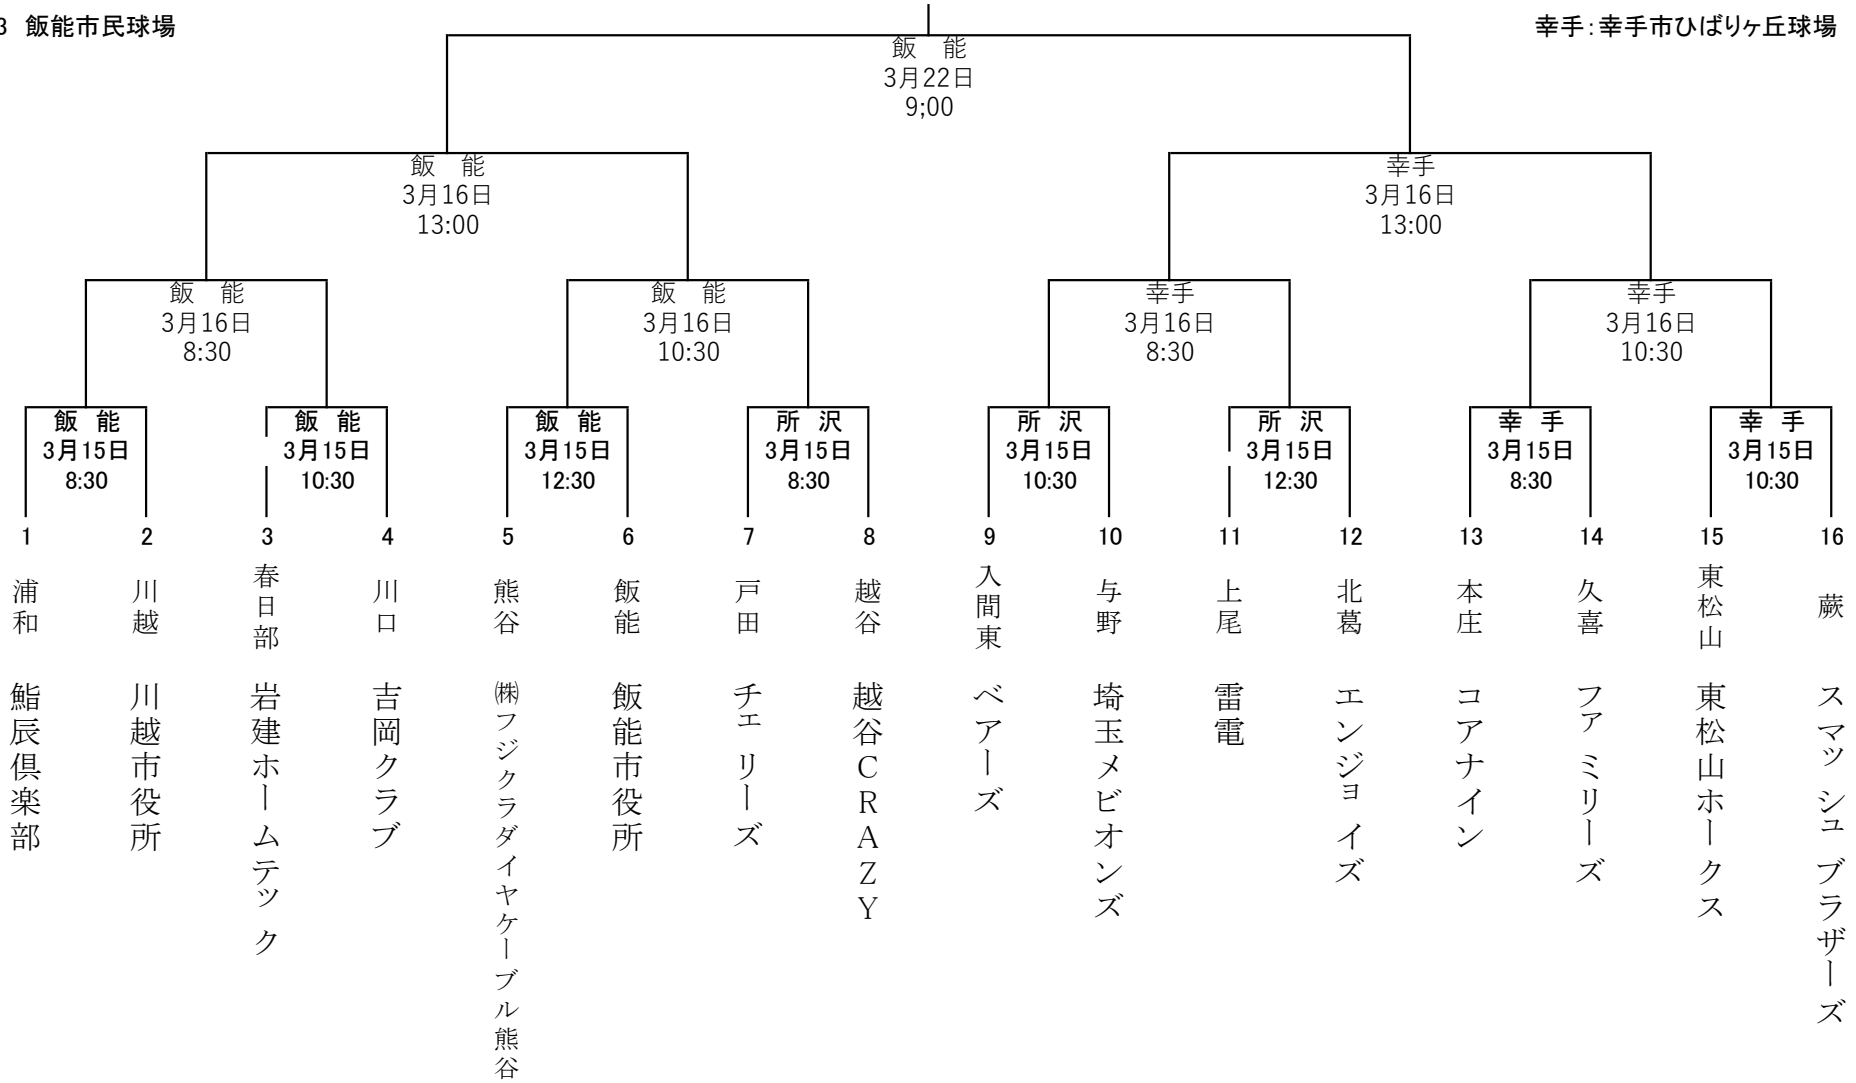 3 飯能市民球場
幸手：幸手市ひばりヶ丘球場
飯 能
3月22日
9;00
飯 能
3月16日
13:00
幸手
3月16日
13:00
飯 能
3月16日
8:30
飯 能
3月16日
10:30
幸手
3月16日
8:30
幸手
3月16日
10:30
飯 能
3月15日
8:30
飯 能
3月15日
10:30
飯 能
3月15日
12:30
所 沢
3月15日
8:30
所 沢
3月15日
10:30
所 沢
3月15日
12:30
幸 手
3月15日
8:30
幸 手
3月15日
10:30
1
浦和
鮨辰倶楽部
2
川越
川越市役所
3
春日部
岩建ホームテック
4
川口
吉岡クラブ
5
熊谷
㈱フジクラダイヤケーブル熊谷
6
飯能
飯能市役所
7
戸田
チェリーズ
8
越谷
越谷CRAZY
9
入間東
ベアーズ
10
与野
埼玉メビオンズ
11
上尾
雷電
12
北葛
エンジョイズ
13
本庄
コアナイン
14
久喜
ファミリーズ
15
東松山
東松山ホークス
16
蕨
スマッシュブラザーズ